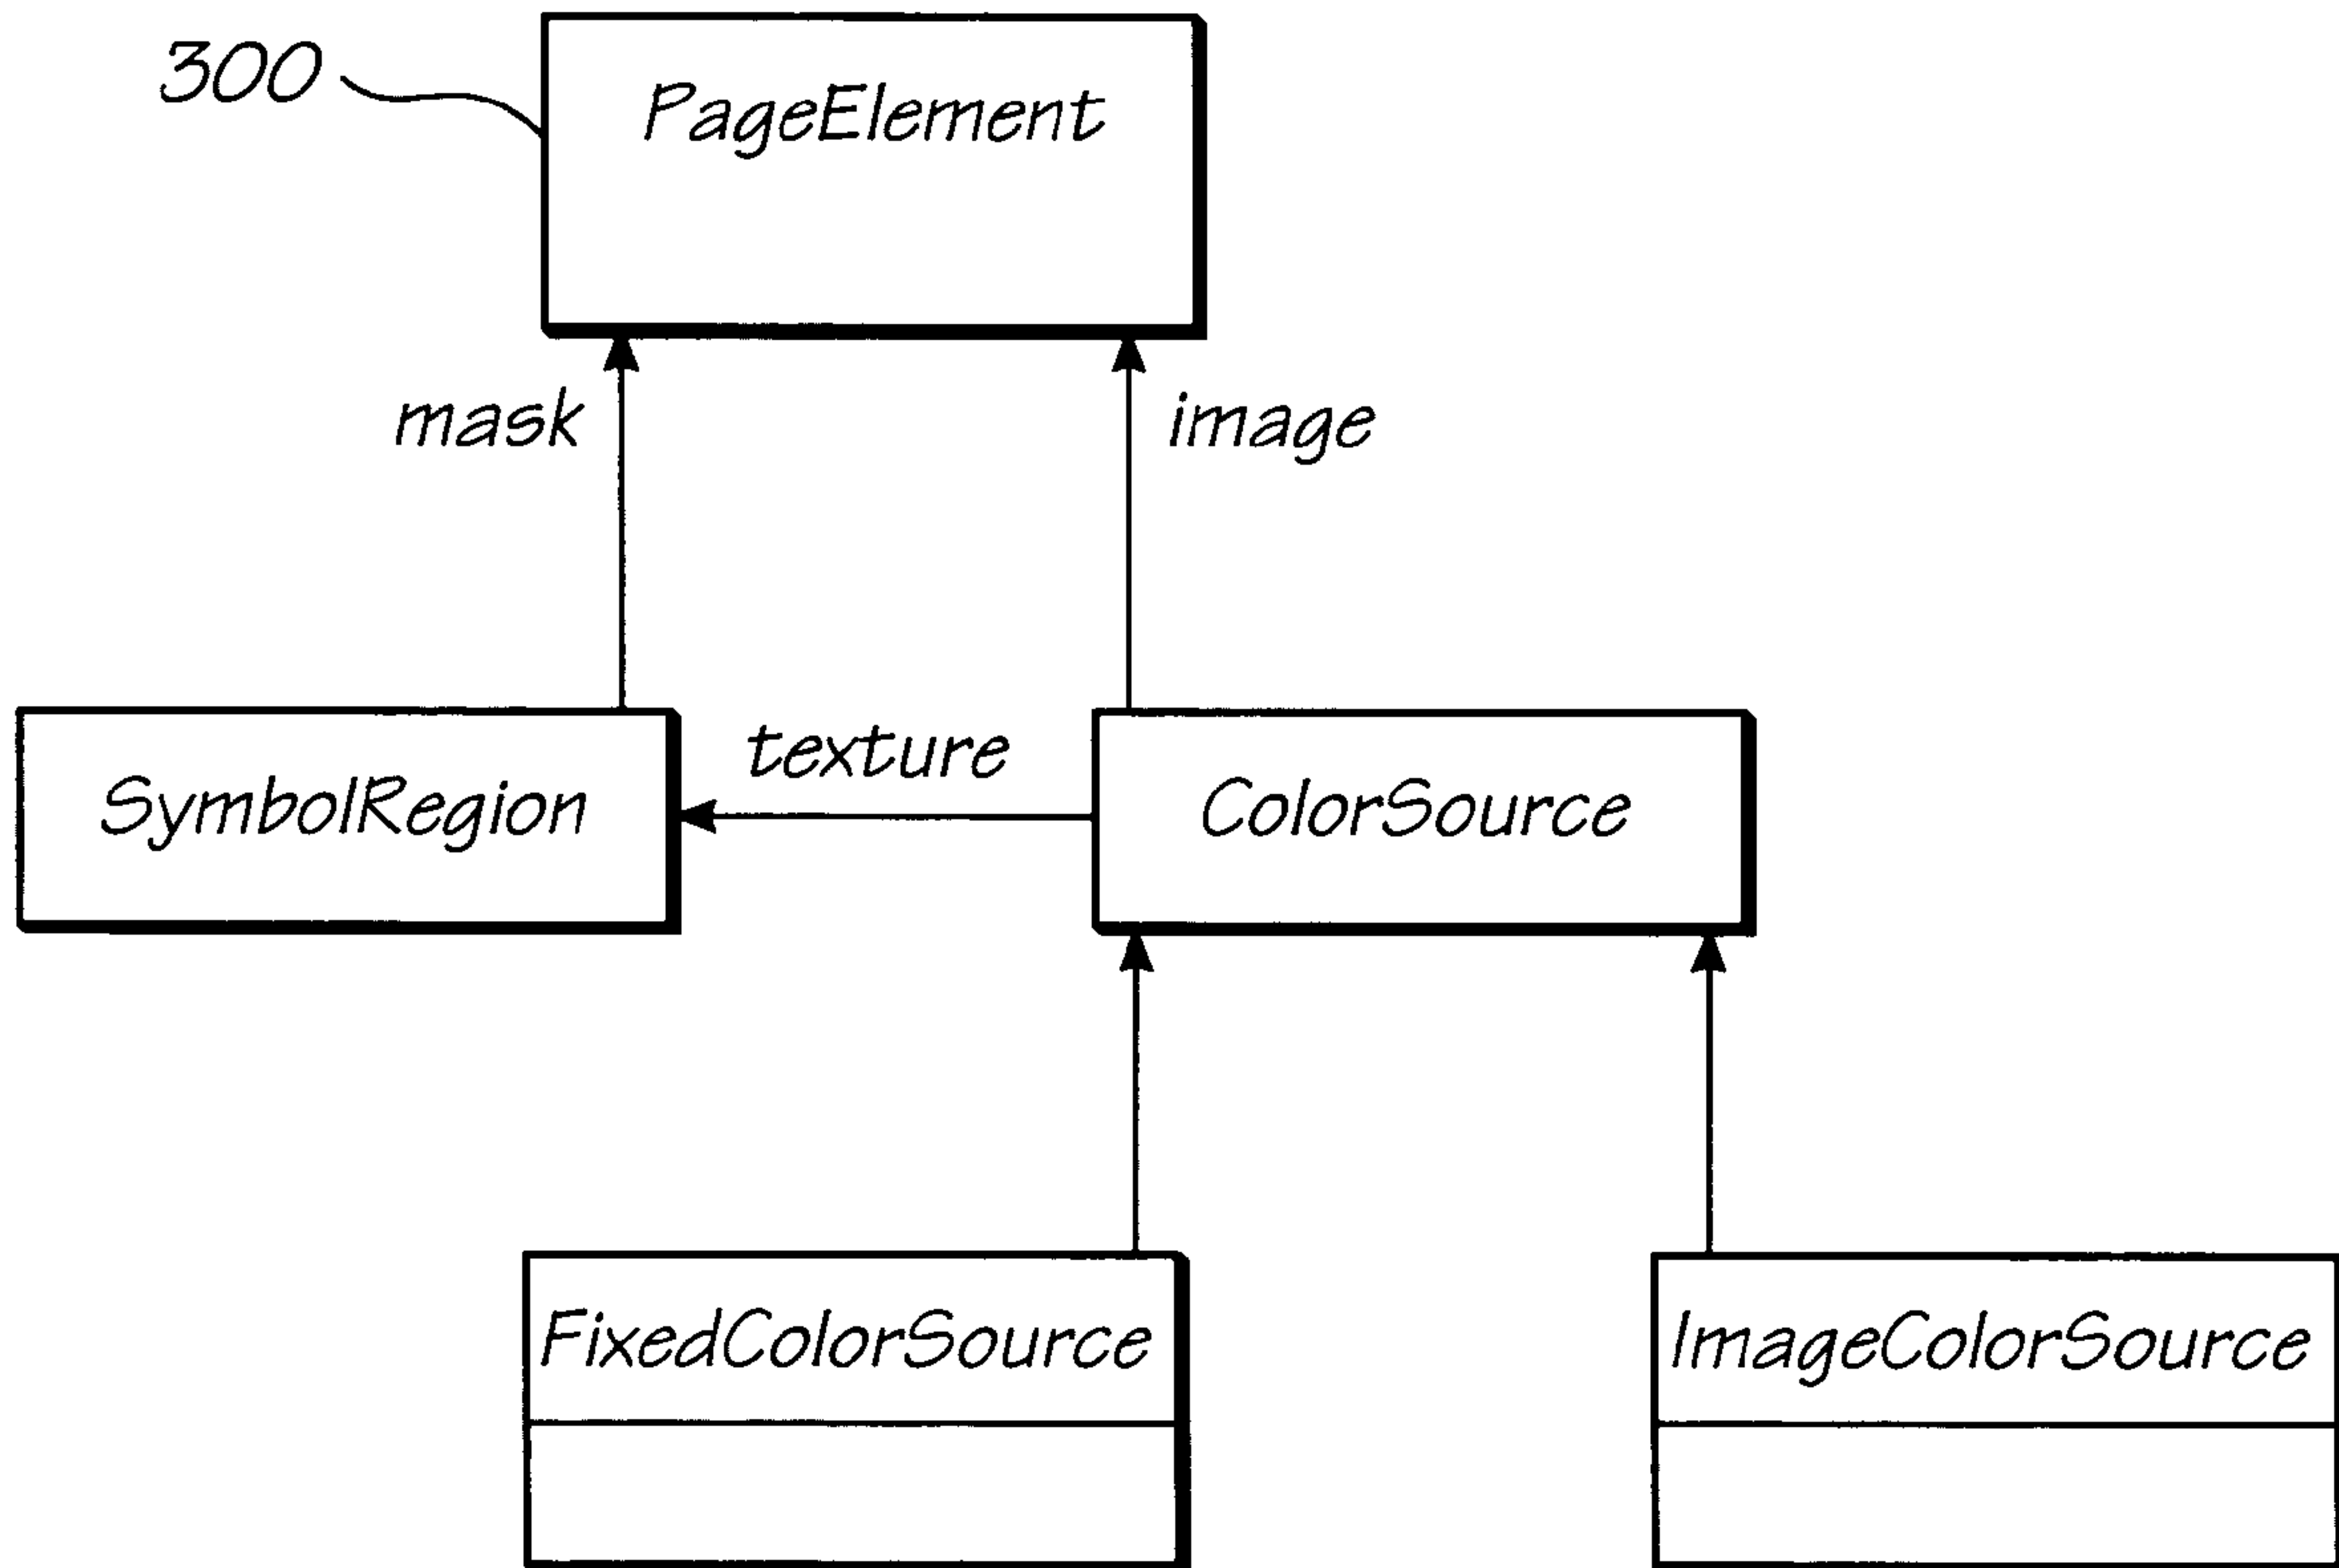 300
PageElement
mask
image
texture
SymbolRegion
ColorSource
FixedColorSource
ImageColorSource